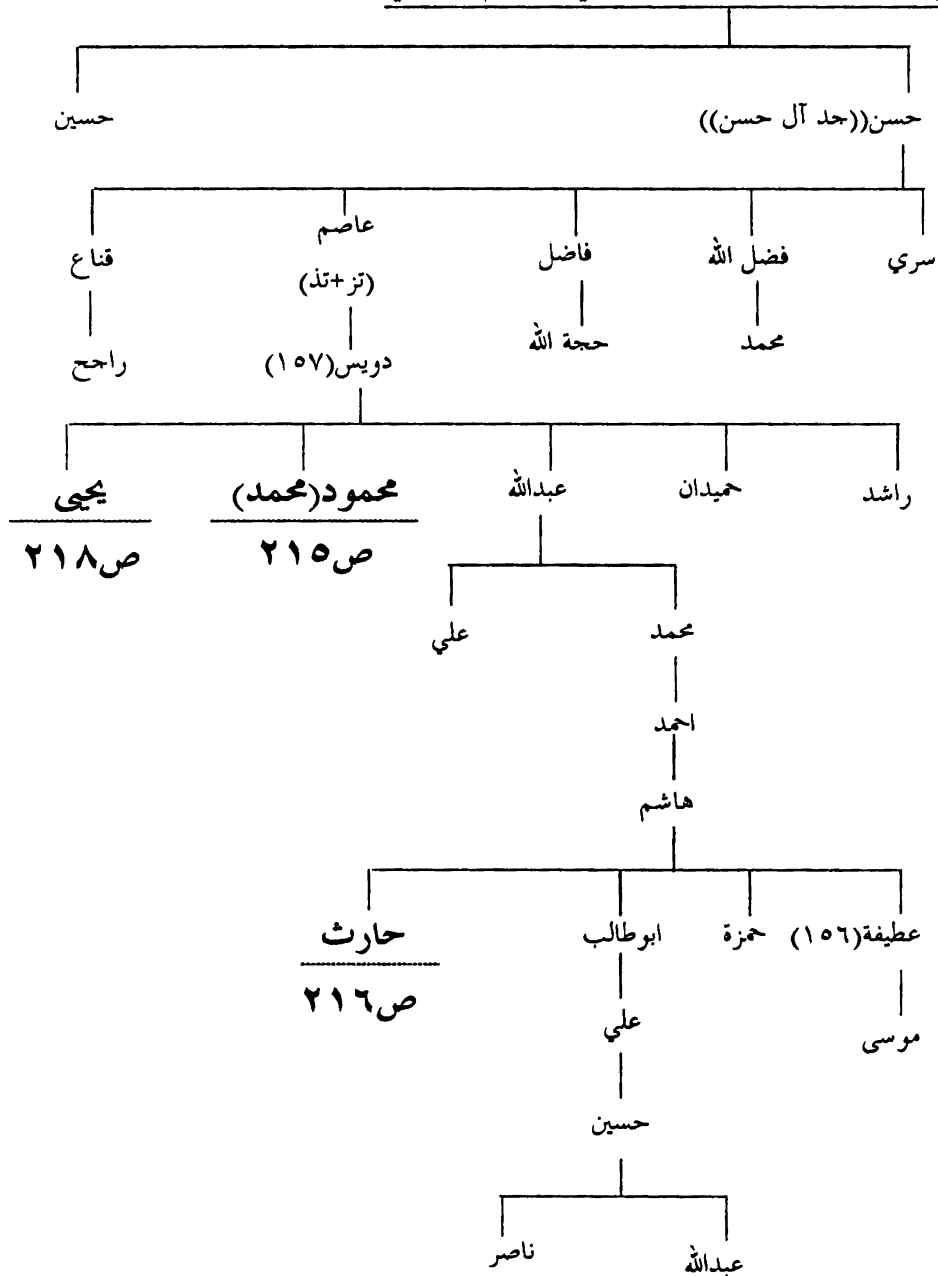 حسن((جد آل حسن)) حسين
سري فضل الله فاضل عاصم قناع
(تز+تذ)
محمد حجة الله دويس(١٥٧) راجح
راشد حميدان عبدالله محمود(محمد) يحيى
ص٢١٥ ص٢١٨
محمد علي
احمد
هاشم
عطيفة(١٥٦) حمزة ابوطالب حارث
ص٢١٦
علي موسى
حسين
عبدالله ناصر